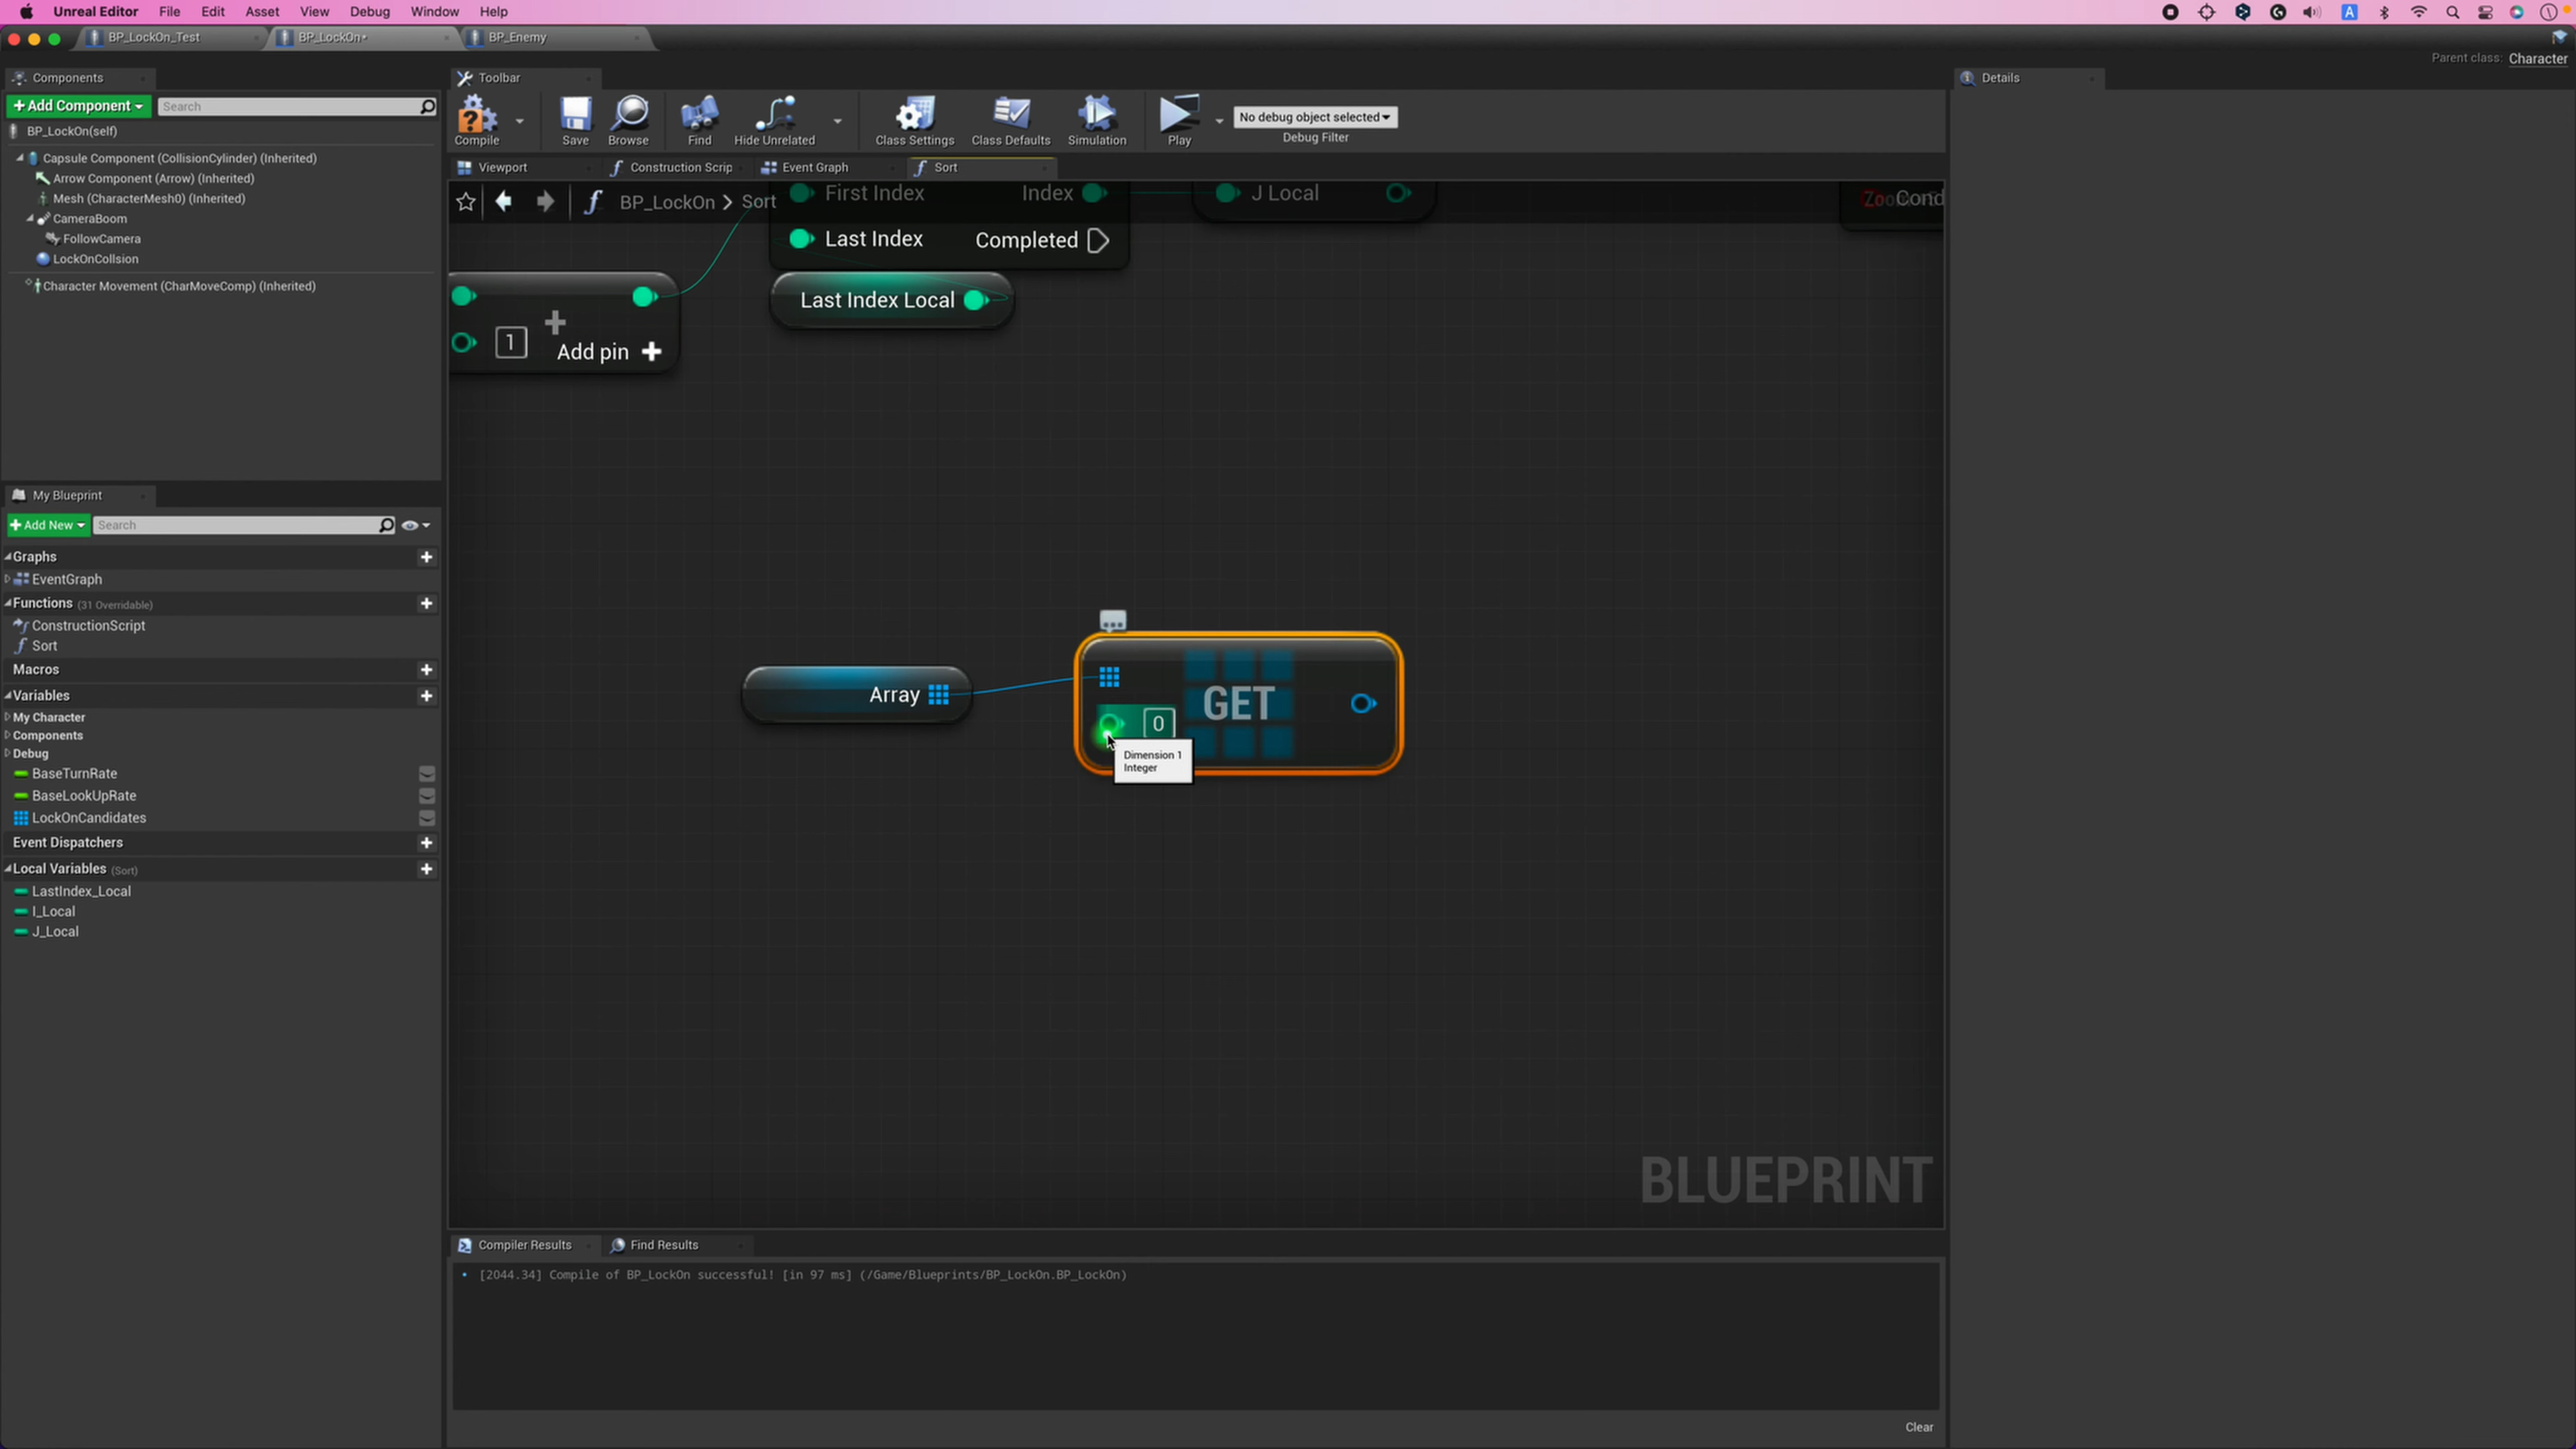 Unreal Editor File Edit Asset View Debug Window Help
A
BP_LockOn_Test BP_LockOn* BP_Enemy
Parent class: Character
Components
Toolbar
Details
+ Add Component
Search
BP_LockOn(self)
Capsule Component (CollisionCylinder) (Inherited)
Arrow Component (Arrow) (Inherited)
Mesh (CharacterMesh0) (Inherited)
CameraBoom
FollowCamera
LockOnCollsion
Character Movement (CharMoveComp) (Inherited)
Compile Save Browse Find Hide Unrelated Class Settings Class Defaults Simulation Play
No debug object selected
Debug Filter
Viewport Construction Scrip Event Graph Sort
BP_LockOn > Sort
First Index Index
J Local
Cond
Last Index Completed
Last Index Local
1
Add pin +
Array
GET
0
Dimension 1
Integer
BLUEPRINT
My Blueprint
+ Add New
Search
Graphs
EventGraph
Functions (31 Overridable)
ConstructionScript
Sort
Macros
Variables
My Character
Components
Debug
BaseTurnRate
BaseLookUpRate
LockOnCandidates
Event Dispatchers
Local Variables (Sort)
LastIndex_Local
I_Local
J_Local
Compiler Results Find Results
• [2044.34] Compile of BP_LockOn successful! [in 97 ms] (/Game/Blueprints/BP_LockOn.BP_LockOn)
Clear